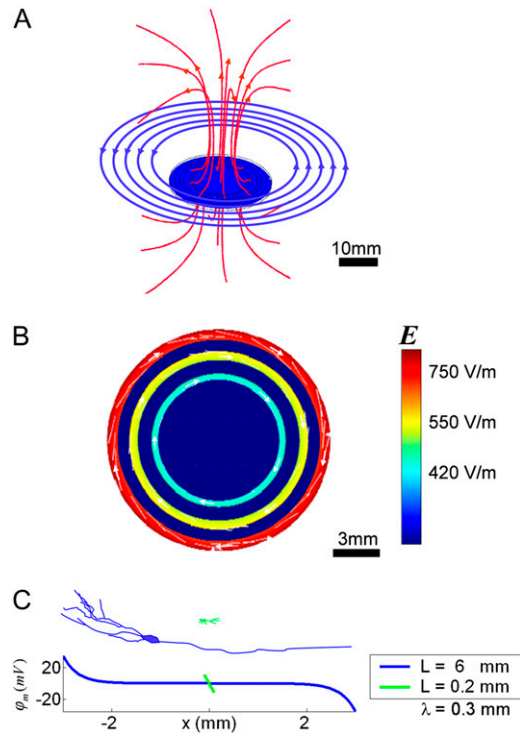 A
10mm
B
E
750 V/m
550 V/m
420 V/m
3mm
C
φm(mV)
20
-20
-2
0
2
x (mm)
L = 6 mm
L = 0.2 mm
λ = 0.3 mm